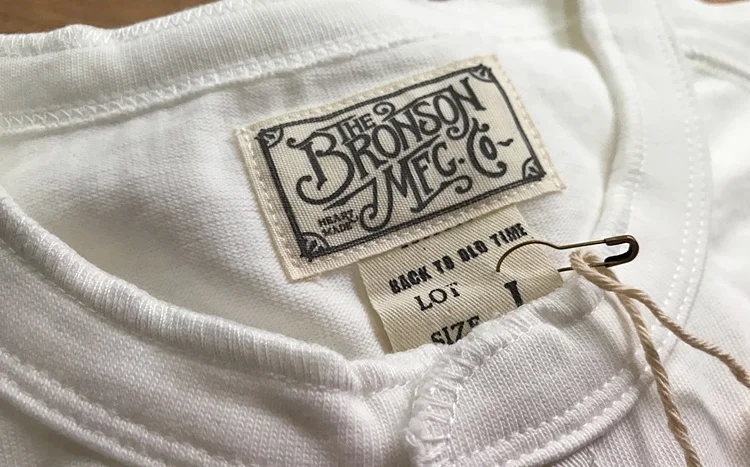 THE
BRONSON
MFG. Co-
HEART
MADE
BACK TO OLD TIME
LOT
SIZE